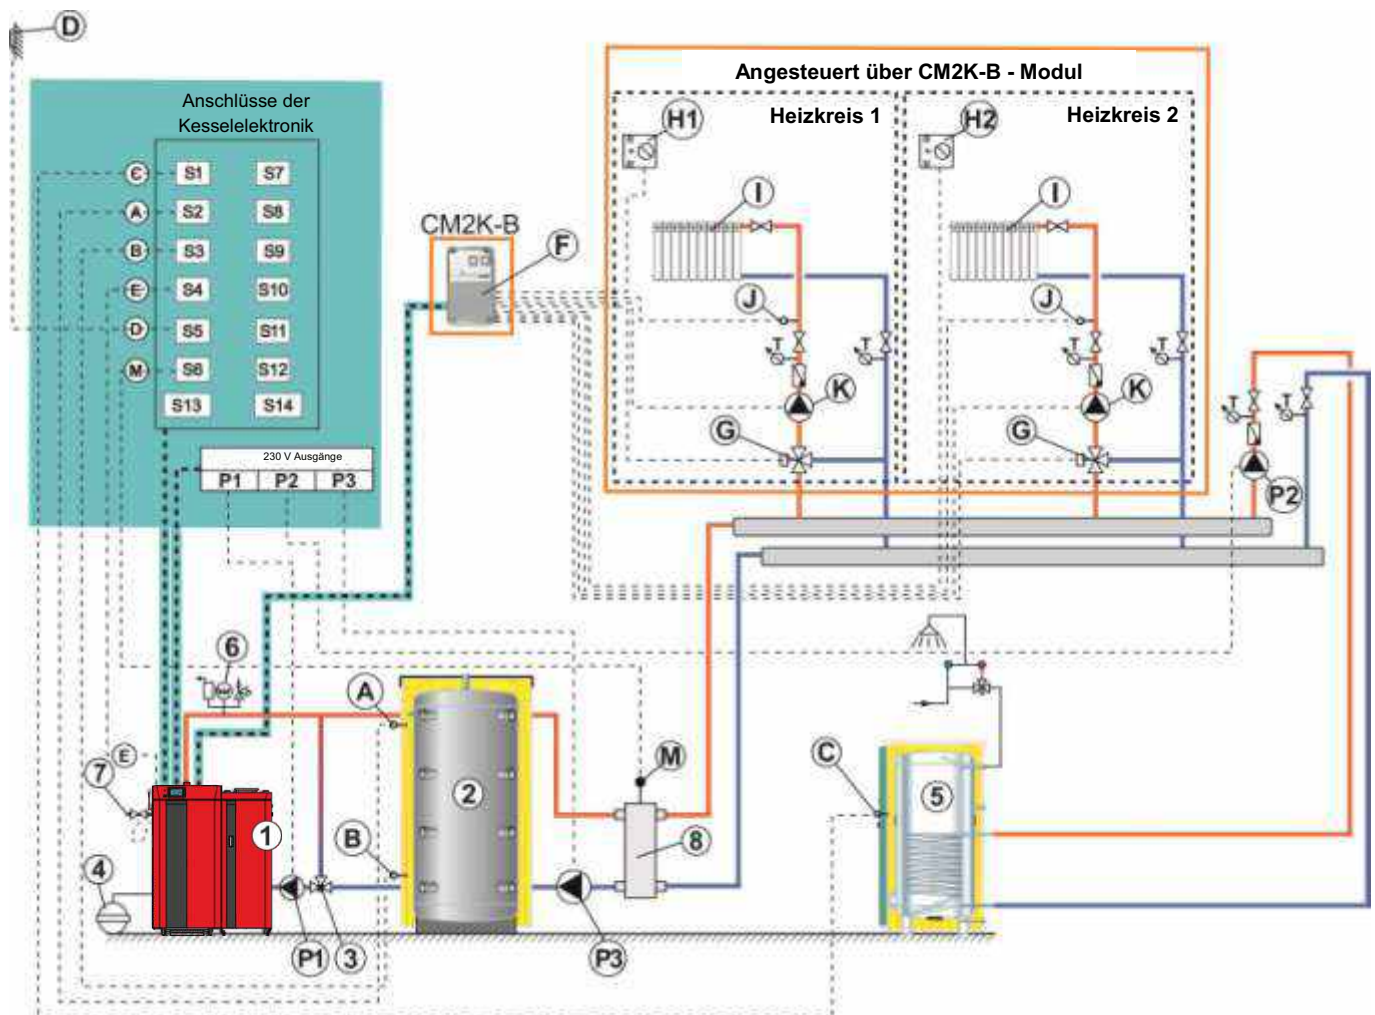 D
Angesteuert über CM2K-B - Modul
Anschlüsse der
Kesselelektronik
Heizkreis 1
Heizkreis 2
H1
H2
C
S1
S7
A
S2
S8
B
S3
S9
E
S4
S10
D
S5
S11
M
S6
S12
S13
S14
CM2K-B
F
I
I
J
J
T
T
T
T
K
K
G
G
T
T
P2
230 V Ausgänge
P1
P2
P3
6
A
E
7
M
C
2
5
1
8
B
4
P1
3
P3